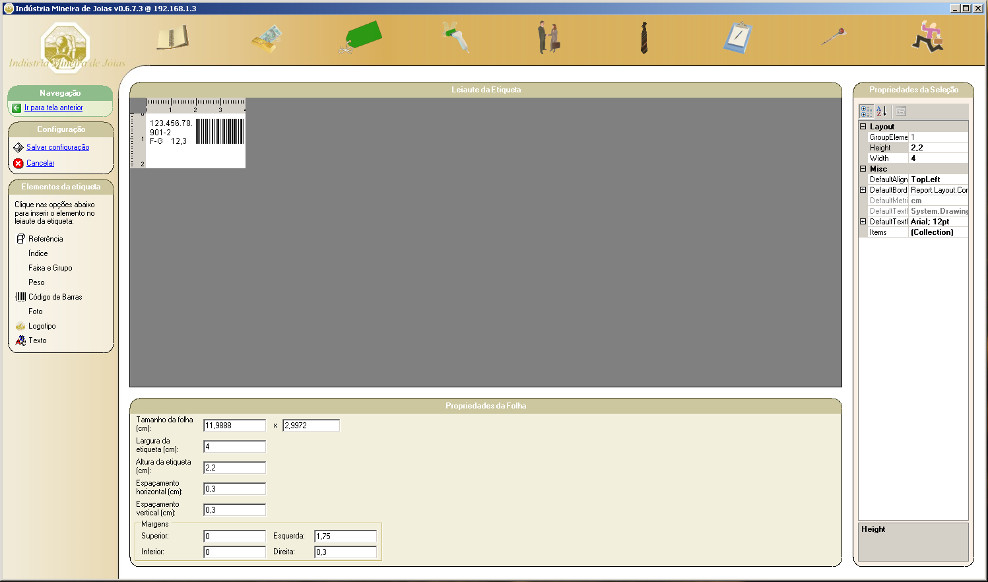 Indústria Mineira de Joias v0.6.7.3 @ 192.168.1.3
Indústria Mineira de Joias
Navegação
Ir para tela anterior
Configuração
Salvar configuração
Cancelar
Elementos da etiqueta
Clique nas opções abaixo
para inserir o elemento no
leiaute da etiqueta:
Referência
Índice
Faixa e Grupo
Peso
Código de Barras
Foto
Logotipo
Texto
Leiaute da Etiqueta
0 1 2 3
0
1
2
123.456.78.
901-2
F-G 12,3
Propriedades da Folha
Tamanho da folha
(cm):
11,9888 x 2,9972
Largura da
etiqueta (cm):
4
Altura da etiqueta
(cm):
2,2
Espaçamento
horizontal (cm):
0,3
Espaçamento
vertical (cm):
0,3
Margens
Superior: 0 Esquerda: 1,75
Inferior: 0 Direita: 0,3
Propriedades da Seleção
Layout
GroupEleme 1
Height 2,2
Width 4
Misc
DefaultAlign TopLeft
DefaultBord Report.Layout.Cor
DefaultMetri cm
DefaultTextF System.Drawing
DefaultTextF Arial; 12pt
Items (Collection)
Height